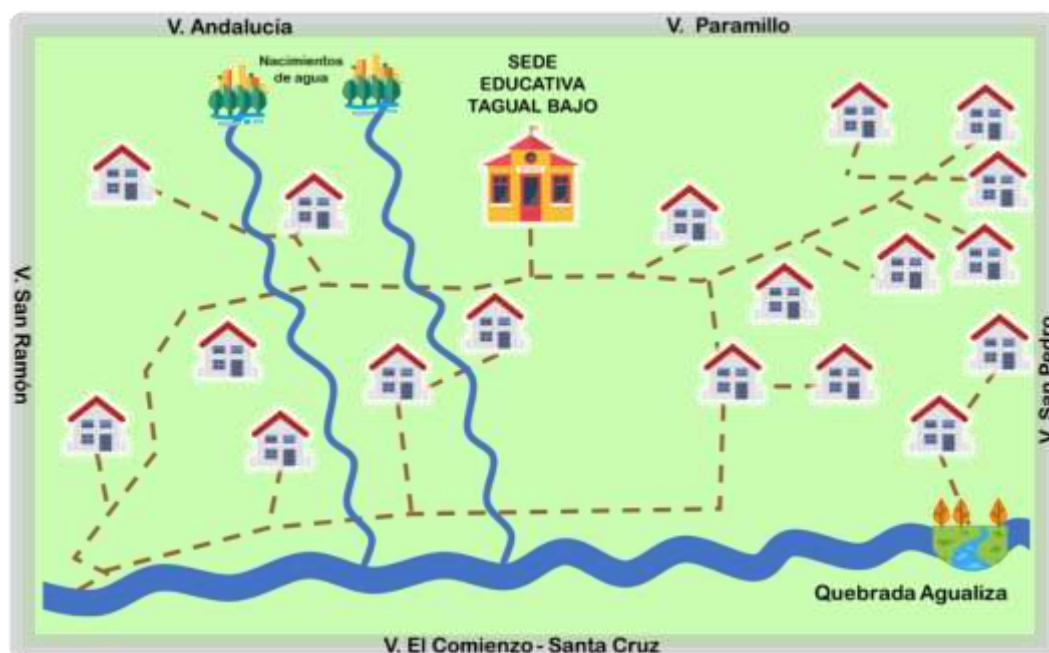 V. Andalucía
V. Paramillo
Nacimientos
de agua
SEDE
EDUCATIVA
TAGUAL BAJO
V. San Ramón
V. San Pedro
Quebrada Agualiza
V. El Comienzo - Santa Cruz